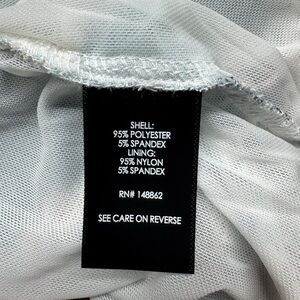 SHELL:
95% POLYESTER
5% SPANDEX
LINING:
95% NYLON
5% SPANDEX
RN# 148862
SEE CARE ON REVERSE